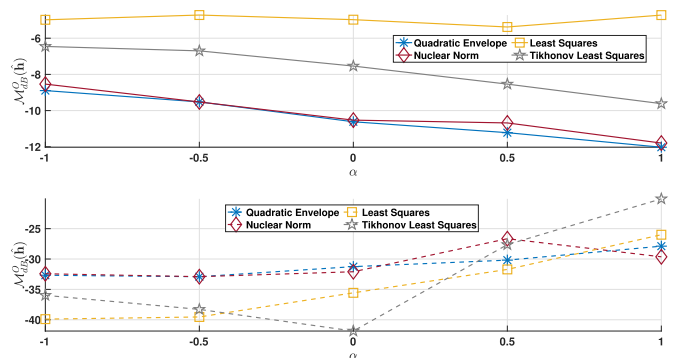 -6
-8
-10
-12
-1
-0.5
0
0.5
1
α
Quadratic Envelope
Least Squares
Nuclear Norm
Tikhonov Least Squares
-25
-30
-35
-40
-1
-0.5
0
0.5
1
α
Quadratic Envelope
Least Squares
Nuclear Norm
Tikhonov Least Squares